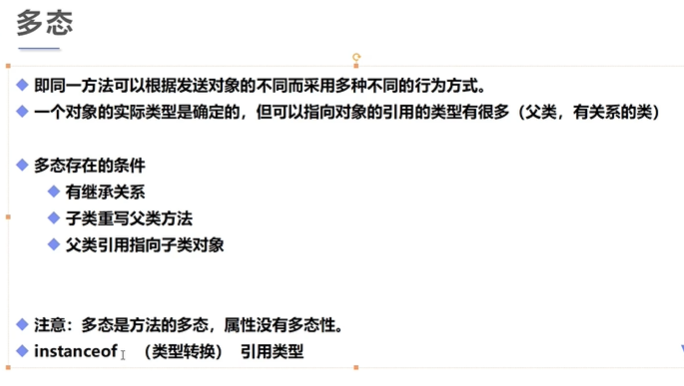 多态
即同一方法可以根据发送对象的不同而采用多种不同的行为方式。
一个对象的实际类型是确定的，但可以指向对象的引用的类型有很多（父类，有关系的类）
多态存在的条件
有继承关系
子类重写父类方法
父类引用指向子类对象
注意：多态是方法的多态，属性没有多态性。
instanceof （类型转换） 引用类型